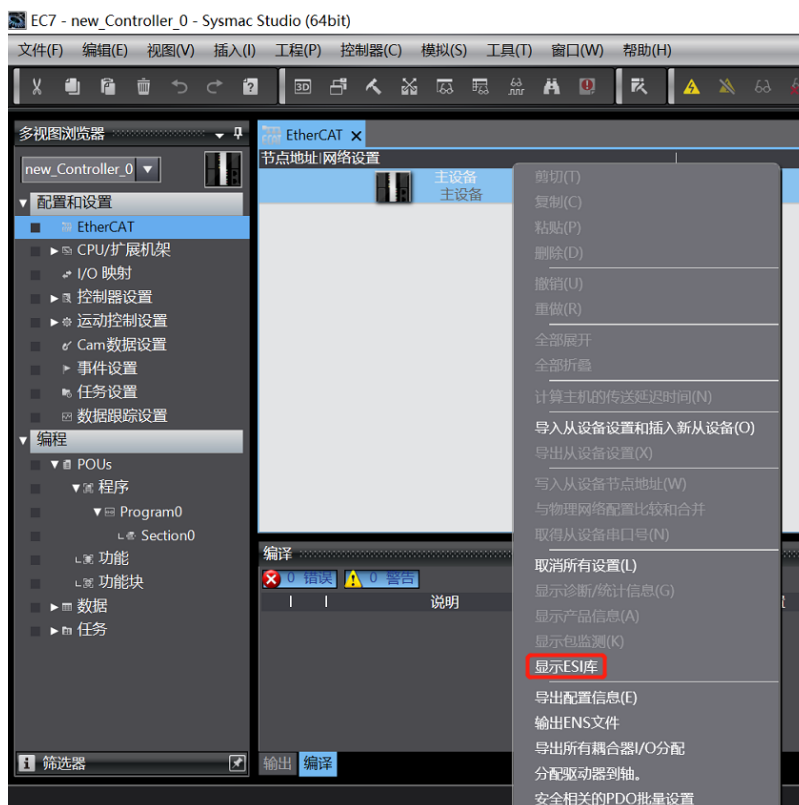 EC7 - new_Controller_0 - Sysmac Studio (64bit)
文件(F) 编辑(E) 视图(V) 插入(I) 工程(P) 控制器(C) 模拟(S) 工具(T) 窗口(W) 帮助(H)
3D
多视图浏览器
new_Controller_0
配置和设置
EtherCAT
CPU/扩展机架
I/O 映射
控制器设置
运动控制设置
Cam数据设置
事件设置
任务设置
数据跟踪设置
编程
POUs
程序
Program0
Section0
功能
功能块
数据
任务
筛选器
EtherCAT
节点地址|网络设置
主设备
主设备
剪切(T)
复制(C)
粘贴(P)
删除(D)
撤销(U)
重做(R)
全部展开
全部折叠
计算主机的传送延迟时间(N)
导入从设备设置和插入新从设备(O)
导出从设备设置(X)
写入从设备节点地址(W)
与物理网络配置比较和合并
取得从设备串口号(N)
取消所有设置(L)
显示诊断/统计信息(G)
显示产品信息(A)
显示包监测(K)
显示ESI库
导出配置信息(E)
输出ENS文件
导出所有耦合器I/O分配
分配驱动器到轴。
安全相关的PDO批量设置
编译
0 错误 0 警告
说明
输出 编译